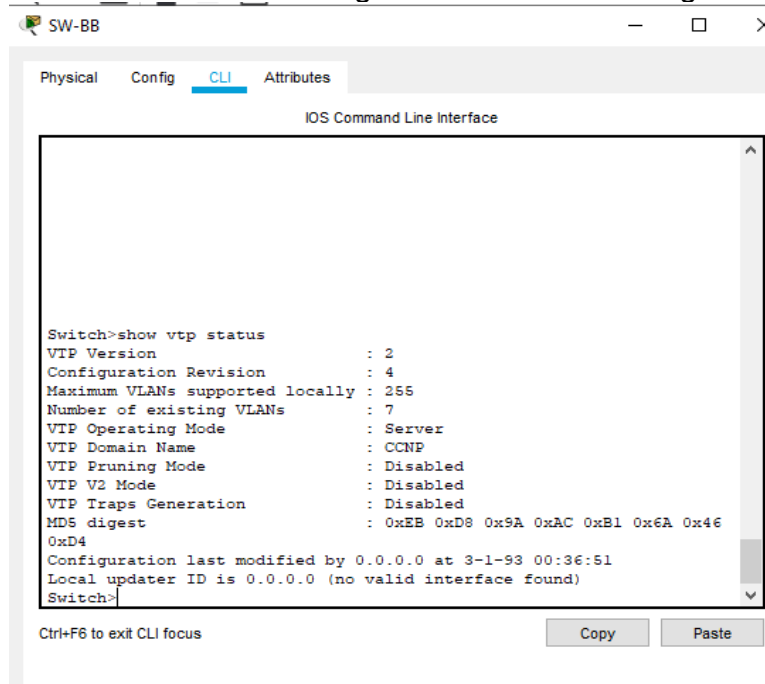 SW-BB
Physical Config CLI Attributes
IOS Command Line Interface
Switch>show vtp status
VTP Version : 2
Configuration Revision : 4
Maximum VLANs supported locally : 255
Number of existing VLANs : 7
VTP Operating Mode : Server
VTP Domain Name : CCNP
VTP Pruning Mode : Disabled
VTP V2 Mode : Disabled
VTP Traps Generation : Disabled
MD5 digest : 0xEB 0xD8 0x9A 0xAC 0xB1 0x6A 0x46
0xD4
Configuration last modified by 0.0.0.0 at 3-1-93 00:36:51
Local updater ID is 0.0.0.0 (no valid interface found)
Switch>
Ctrl+F6 to exit CLI focus
Copy Paste